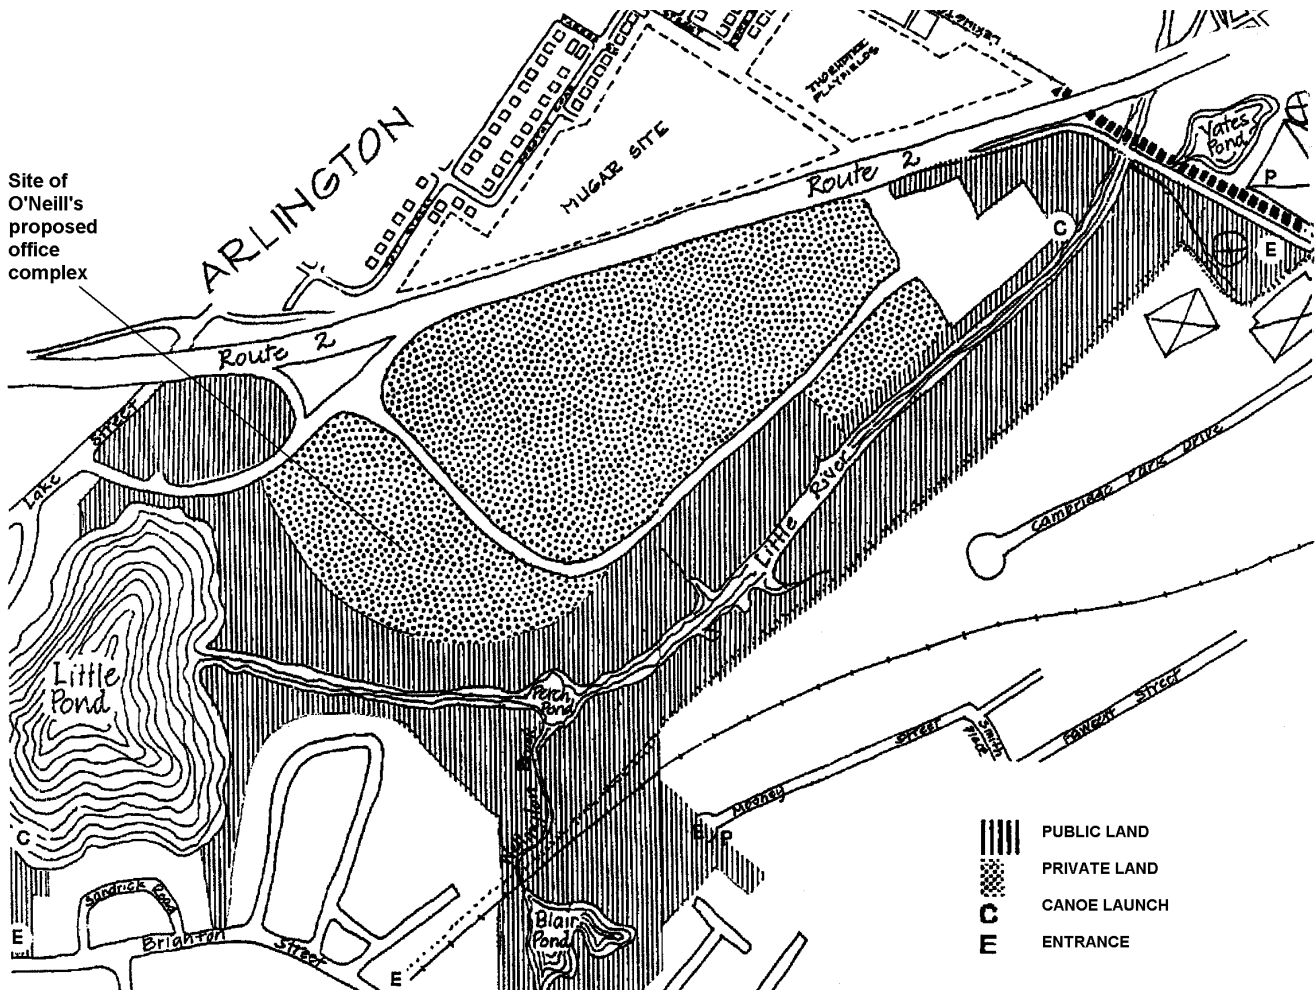 THORNDIKE
PLAYFIELDS
ARLINGTON
MUGAR SITE
Yates
Pond
P
Route 2
Site of
O'Neill's
proposed
office
complex
C
E
Route 2
Lake Street
Cambridge Park Drive
Little River
Little
Pond
Perch
Pond
Smith
Place
Fawcett Street
Mooney Street
E
P
C
Sandrick Road
Brighton Street
Blair
Pond
E
E
PUBLIC LAND
PRIVATE LAND
C CANOE LAUNCH
E ENTRANCE